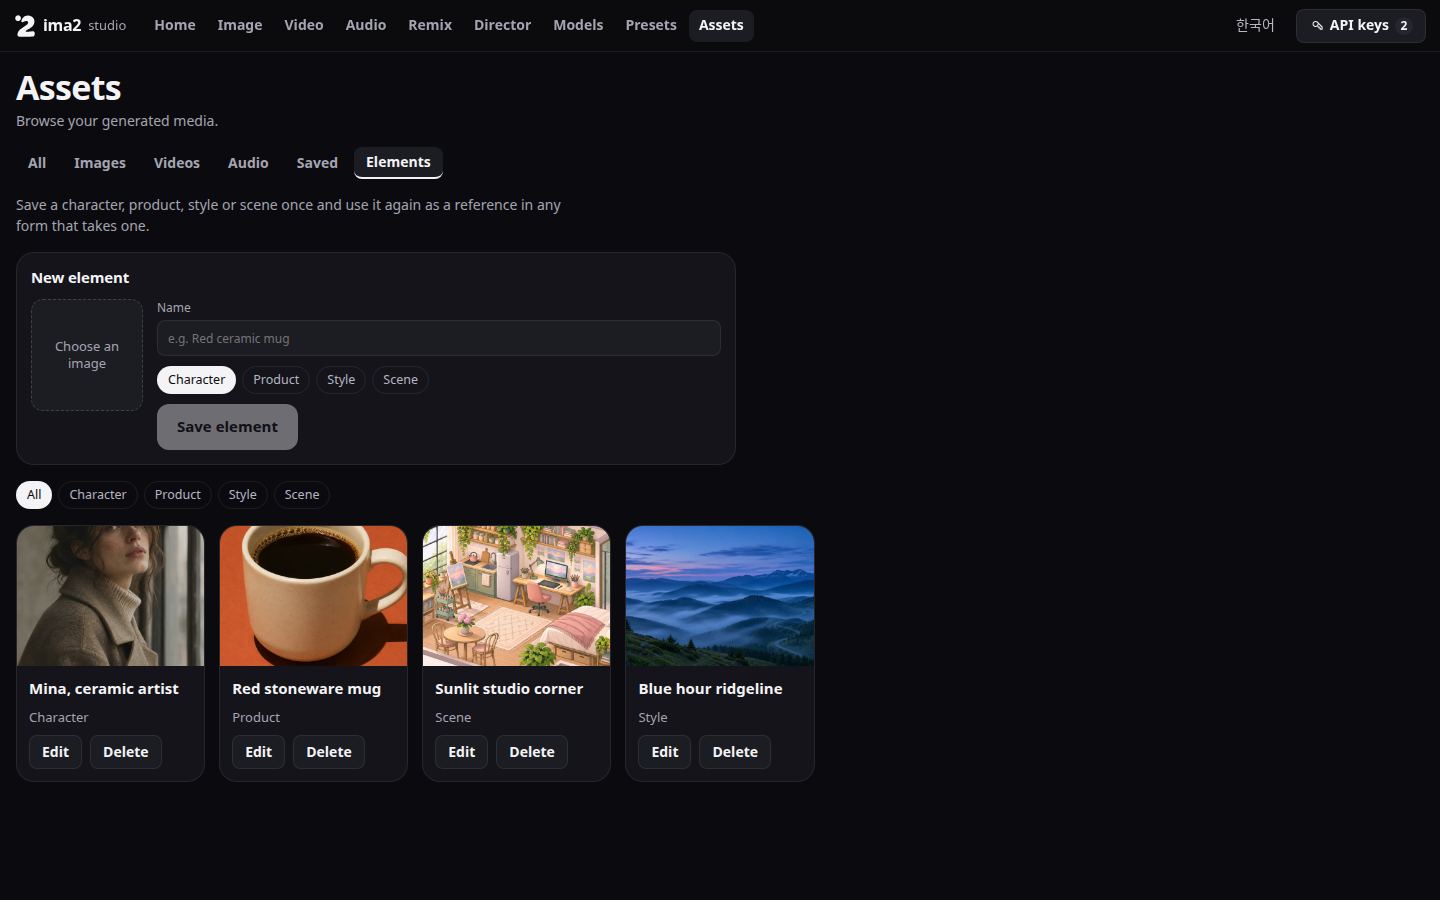 ima2 studio Home Image Video Audio Remix Director Models Presets Assets 한국어 API keys 2
Assets
Browse your generated media.
All Images Videos Audio Saved Elements
Save a character, product, style or scene once and use it again as a reference in any
form that takes one.
New element
Choose an
image
Name
e.g. Red ceramic mug
Character Product Style Scene
Save element
All Character Product Style Scene
Mina, ceramic artist
Character
Edit Delete
Red stoneware mug
Product
Edit Delete
Sunlit studio corner
Scene
Edit Delete
Blue hour ridgeline
Style
Edit Delete